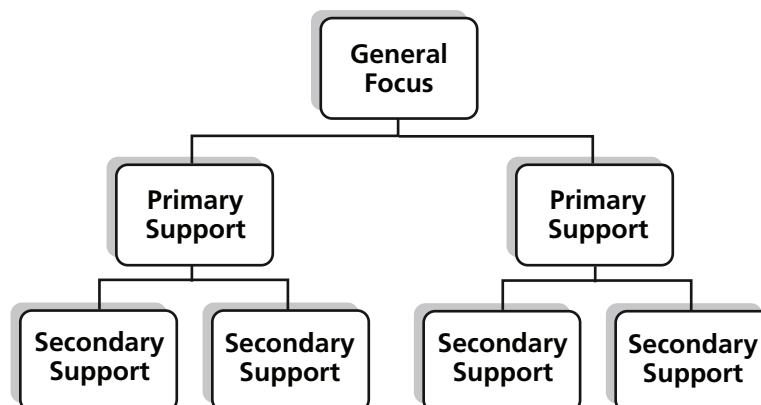 General
Focus
Primary
Support
Primary
Support
Secondary
Support
Secondary
Support
Secondary
Support
Secondary
Support